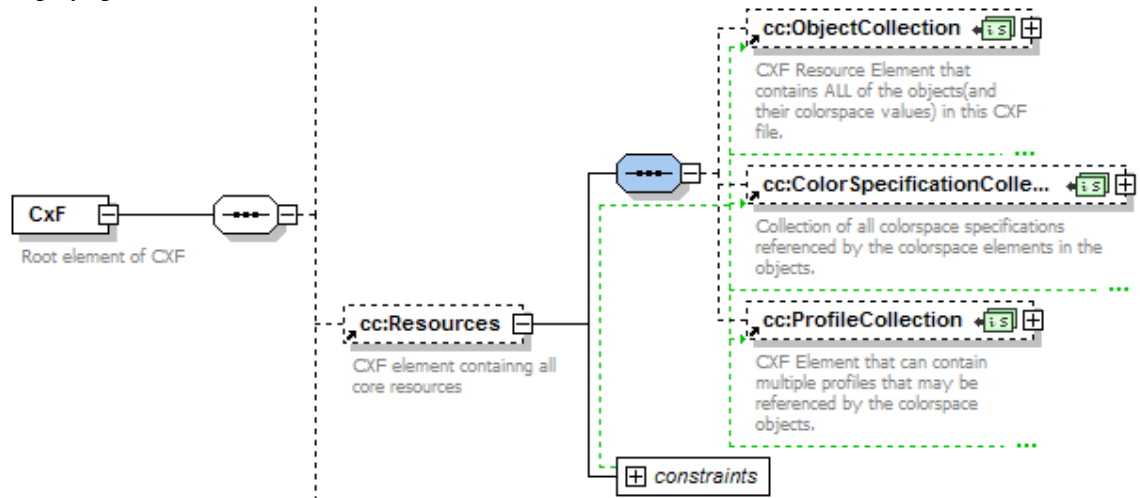 cc:ObjectCollection
CXF Resource Element that
contains ALL of the objects(and
their colorspace values) in this CXF
file.
...
cc:ColorSpecificationColle...
Collection of all colorspace specifications
referenced by the colorspace elements in the
objects.
...
CxF
Root element of CXF
cc:Resources
CXF element containng all
core resources
cc:ProfileCollection
CXF Element that can contain
multiple profiles that may be
referenced by the colorspace
objects.
...
constraints